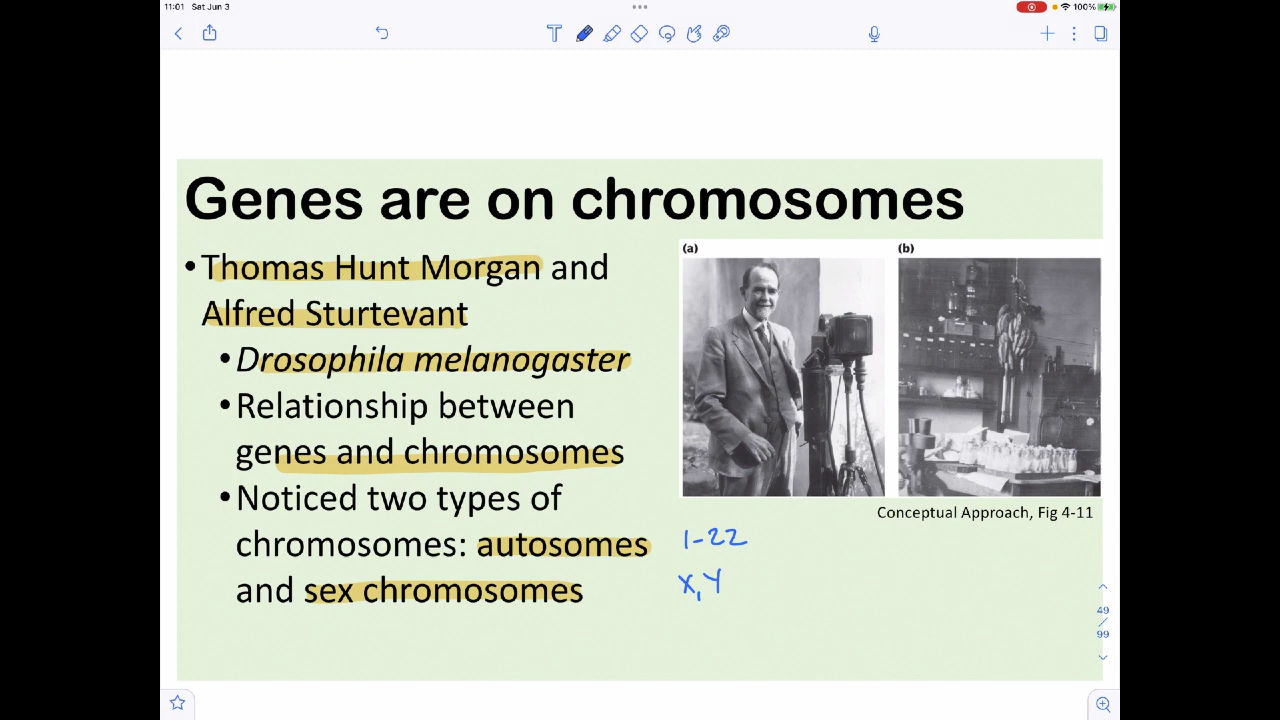 11:01 Sat Jun 3
100%
T
Genes are on chromosomes
• Thomas Hunt Morgan and
Alfred Sturtevant
• Drosophila melanogaster
• Relationship between
genes and chromosomes
• Noticed two types of
chromosomes: autosomes
and sex chromosomes
(a)
(b)
Conceptual Approach, Fig 4-11
1-22
X, Y
49
/
99